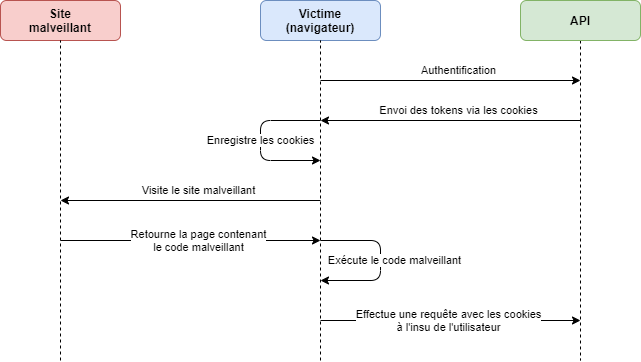 Site
malveillant
Victime
(navigateur)
API
Authentification
Envoi des tokens via les cookies
Enregistre les cookies
Visite le site malveillant
Retourne la page contenant
le code malveillant
Exécute le code malveillant
Effectue une requête avec les cookies
à l'insu de l'utilisateur